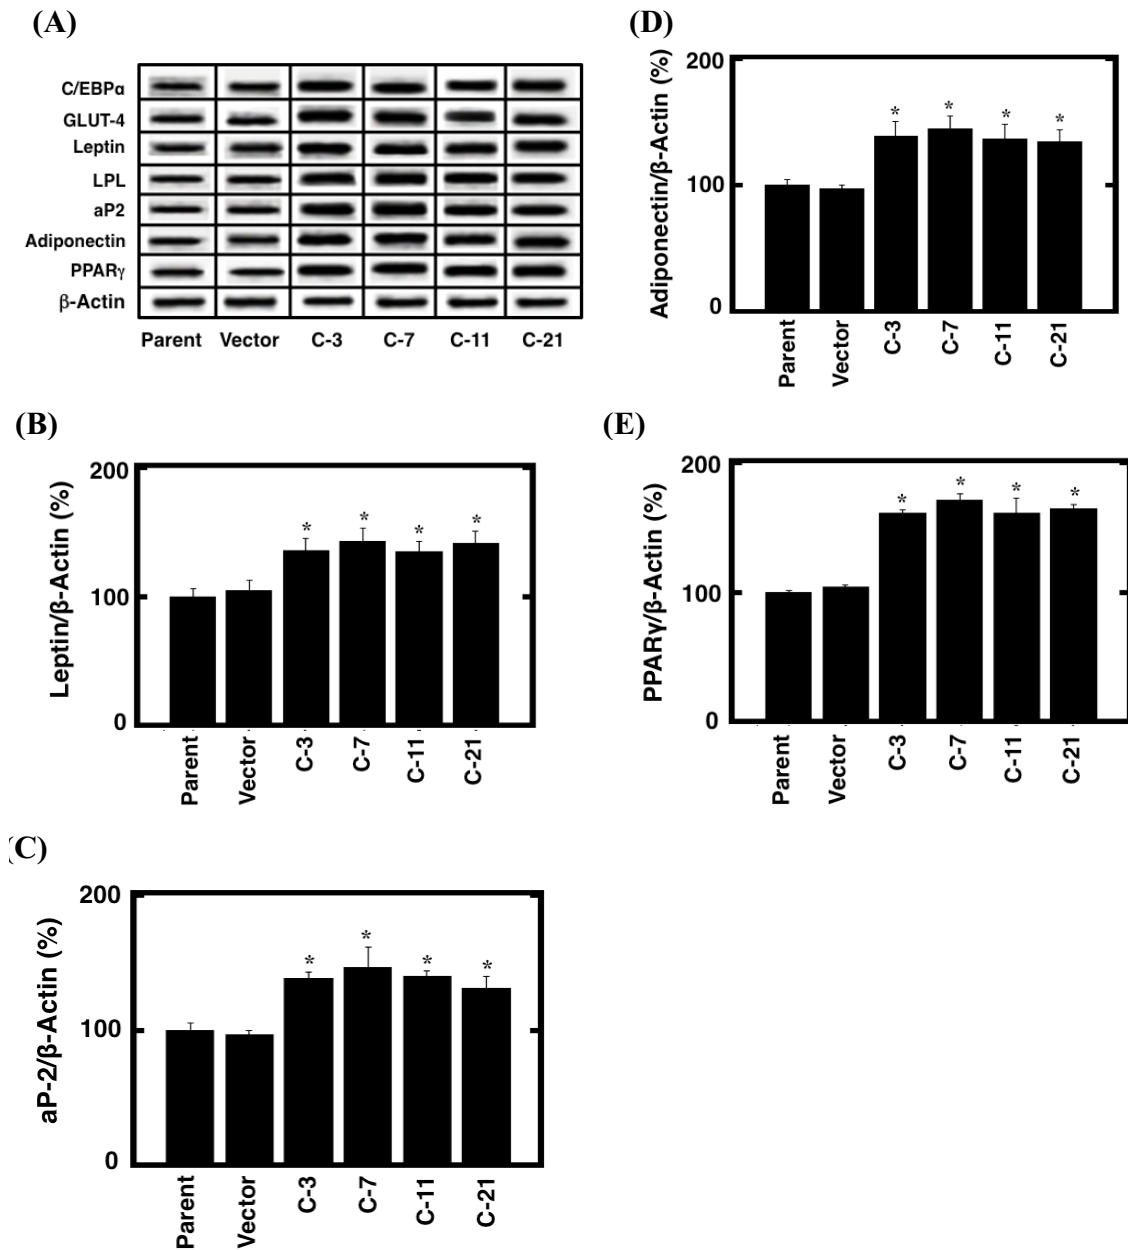 (A)
C/EBPα
GLUT-4
Leptin
LPL
aP2
Adiponectin
PPARγ
β-Actin
Parent Vector C-3 C-7 C-11 C-21
(D)
Adiponectin/β-Actin (%)
200
100
0
* * * *
Parent Vector C-3 C-7 C-11 C-21
(B)
Leptin/β-Actin (%)
200
100
0
* * * *
Parent Vector C-3 C-7 C-11 C-21
(E)
PPARγ/β-Actin (%)
200
100
0
* * * *
Parent Vector C-3 C-7 C-11 C-21
(C)
aP-2/β-Actin (%)
200
100
0
* * * *
Parent Vector C-3 C-7 C-11 C-21